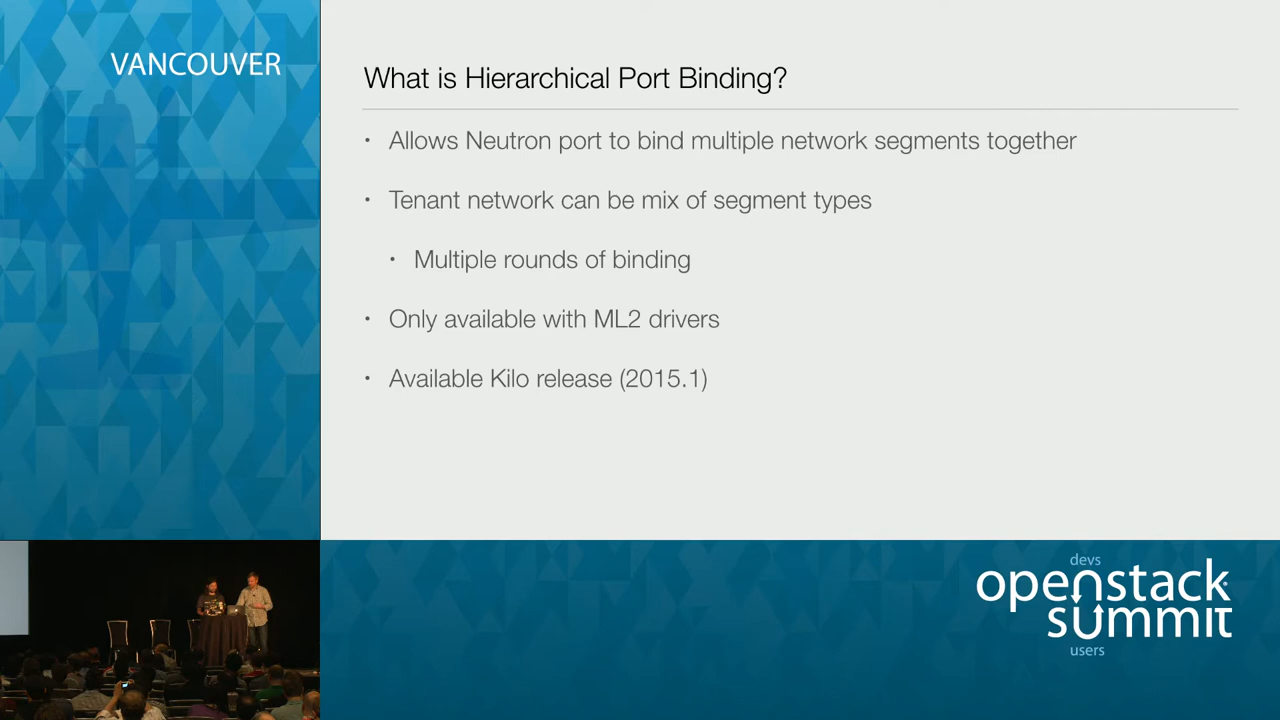 VANCOUVER
What is Hierarchical Port Binding?
• Allows Neutron port to bind multiple network segments together
• Tenant network can be mix of segment types
• Multiple rounds of binding
• Only available with ML2 drivers
• Available Kilo release (2015.1)
devs
openstack
summit
users